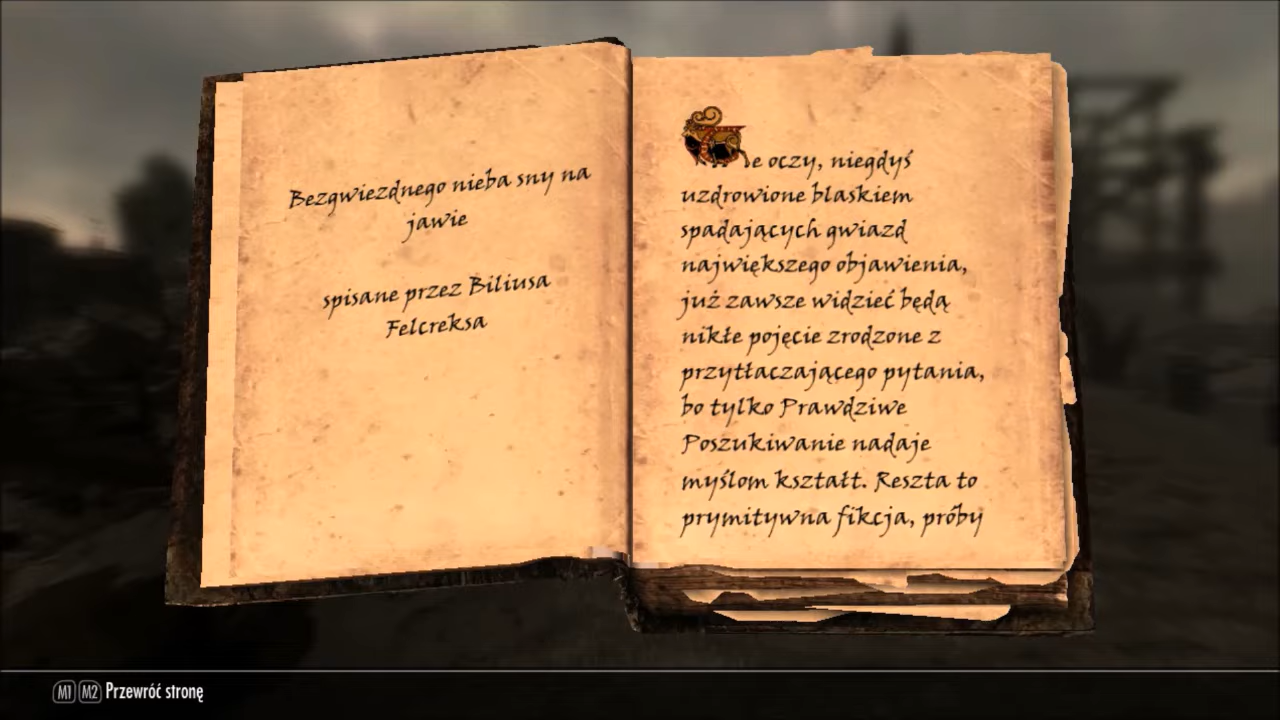 Bezgwiezdnego nieba sny na
jawie
spisane przez Biliusa
Felcreksa
Te oczy, niegdyś
uzdrowione blaskiem
spadających gwiazd
największego objawienia,
już zawsze widzieć będą
nikłe pojęcie zrodzone z
przytłaczającego pytania,
bo tylko Prawdziwe
Poszukiwanie nadaje
myślom kształt. Reszta to
prymitywna fikcja, próby
M1 M2 Przewróć stronę